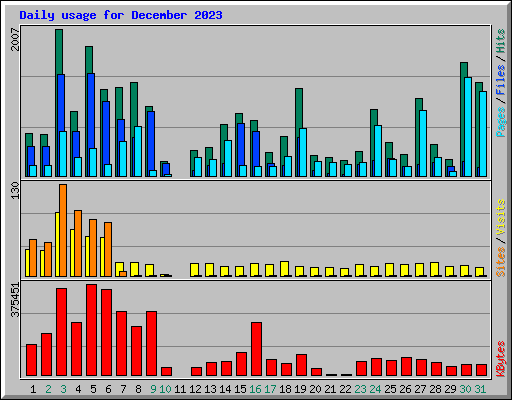 Daily usage for December 2023
2007
Pages / Files / Hits
130
Sites / Visits
375451
KBytes
1 2 3 4 5 6 7 8 9 10 11 12 13 14 15 16 17 18 19 20 21 22 23 24 25 26 27 28 29 30 31